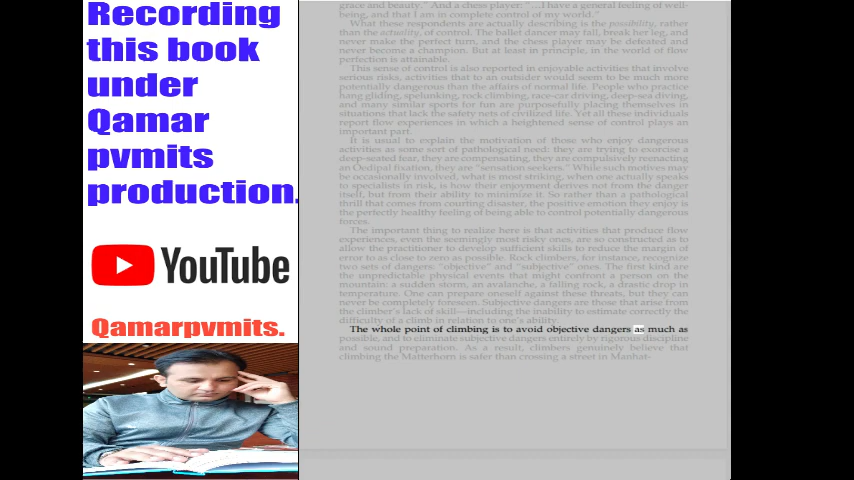 Recording
this book
under
Qamar
pvmits
production.
YouTube
Qamarpvmits.
grace and beauty." And a chess player: "…I have a general feeling of well-
being, and that I am in complete control of my world."
What these respondents are actually describing is the possibility, rather
than the actuality, of control. The ballet dancer may fall, break her leg, and
never make the perfect turn, and the chess player may be defeated and
never become a champion. But at least in principle, in the world of flow
perfection is attainable.
This sense of control is also reported in enjoyable activities that involve
serious risks, activities that to an outsider would seem to be much more
potentially dangerous than the affairs of normal life. People who practice
hang gliding, spelunking, rock climbing, race-car driving, deep-sea diving,
and many similar sports for fun are purposefully placing themselves in
situations that lack the safety nets of civilized life. Yet all these individuals
report flow experiences in which a heightened sense of control plays an
important part.
It is usual to explain the motivation of those who enjoy dangerous
activities as some sort of pathological need: they are trying to exorcise a
deep-seated fear, they are compensating, they are compulsively reenacting
an Oedipal fixation, they are "sensation seekers." While such motives may
be occasionally involved, what is most striking, when one actually speaks
to specialists in risk, is how their enjoyment derives not from the danger
itself, but from their ability to minimize it. So rather than a pathological
thrill that comes from courting disaster, the positive emotion they enjoy is
the perfectly healthy feeling of being able to control potentially dangerous
forces.
The important thing to realize here is that activities that produce flow
experiences, even the seemingly most risky ones, are so constructed as to
allow the practitioner to develop sufficient skills to reduce the margin of
error to as close to zero as possible. Rock climbers, for instance, recognize
two sets of dangers: "objective" and "subjective" ones. The first kind are
the unpredictable physical events that might confront a person on the
mountain: a sudden storm, an avalanche, a falling rock, a drastic drop in
temperature. One can prepare oneself against these threats, but they can
never be completely foreseen. Subjective dangers are those that arise from
the climber's lack of skill—including the inability to estimate correctly the
difficulty of a climb in relation to one's ability.
The whole point of climbing is to avoid objective dangers as much as
possible, and to eliminate subjective dangers entirely by rigorous discipline
and sound preparation. As a result, climbers genuinely believe that
climbing the Matterhorn is safer than crossing a street in Manhat-